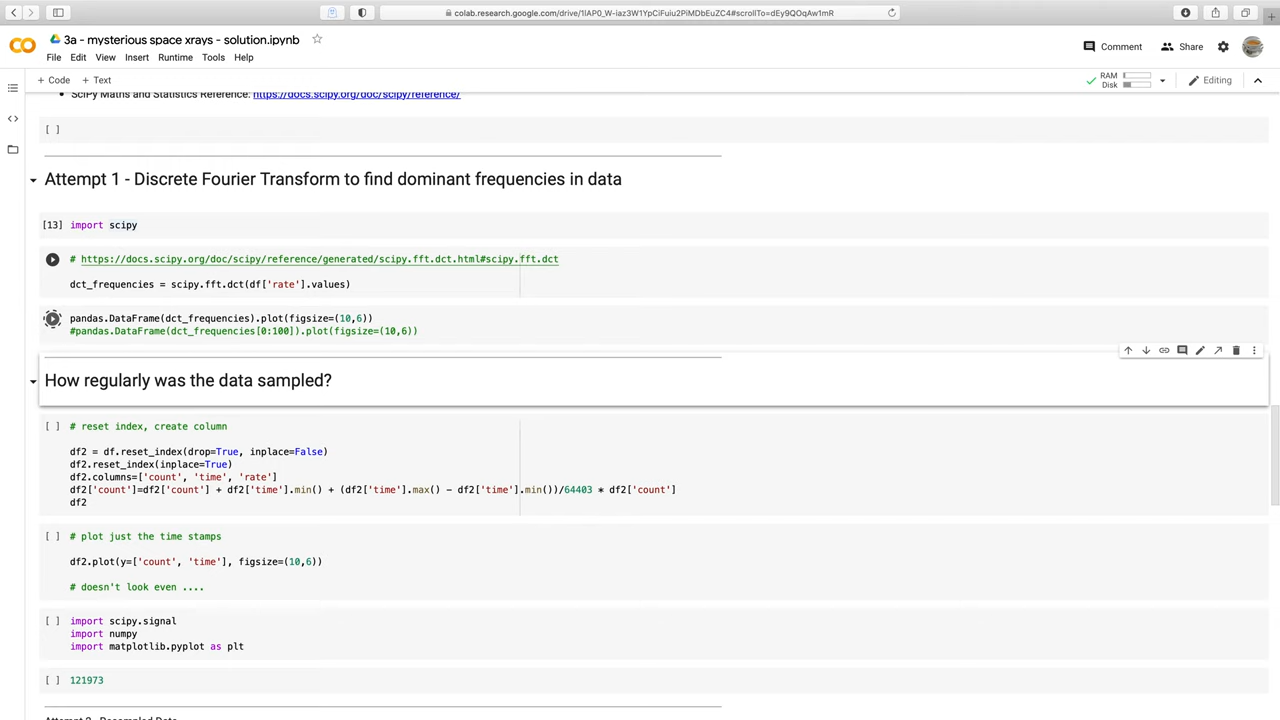 colab.research.google.com/drive/1IAP0_W-iaz3W1YpCiFuiu2PiMDbEuZC4#scrollTo=dEy9QOqAw1mR
3a - mysterious space xrays - solution.ipynb
File Edit View Insert Runtime Tools Help
Comment Share
+ Code + Text
RAM
Disk
Editing
SciPy Maths and Statistics Reference: https://docs.scipy.org/doc/scipy/reference/
[ ]
Attempt 1 - Discrete Fourier Transform to find dominant frequencies in data
[13] import scipy
# https://docs.scipy.org/doc/scipy/reference/generated/scipy.fft.dct.html#scipy.fft.dct
dct_frequencies = scipy.fft.dct(df['rate'].values)
pandas.DataFrame(dct_frequencies).plot(figsize=(10,6))
#pandas.DataFrame(dct_frequencies[0:100]).plot(figsize=(10,6))
How regularly was the data sampled?
[ ] # reset index, create column
df2 = df.reset_index(drop=True, inplace=False)
df2.reset_index(inplace=True)
df2.columns=['count', 'time', 'rate']
df2['count']=df2['count'] + df2['time'].min() + (df2['time'].max() - df2['time'].min())/64403 * df2['count']
df2
[ ] # plot just the time stamps
df2.plot(y=['count', 'time'], figsize=(10,6))
# doesn't look even ....
[ ] import scipy.signal
import numpy
import matplotlib.pyplot as plt
[ ] 121973
Attempt 2 - Resampled Data